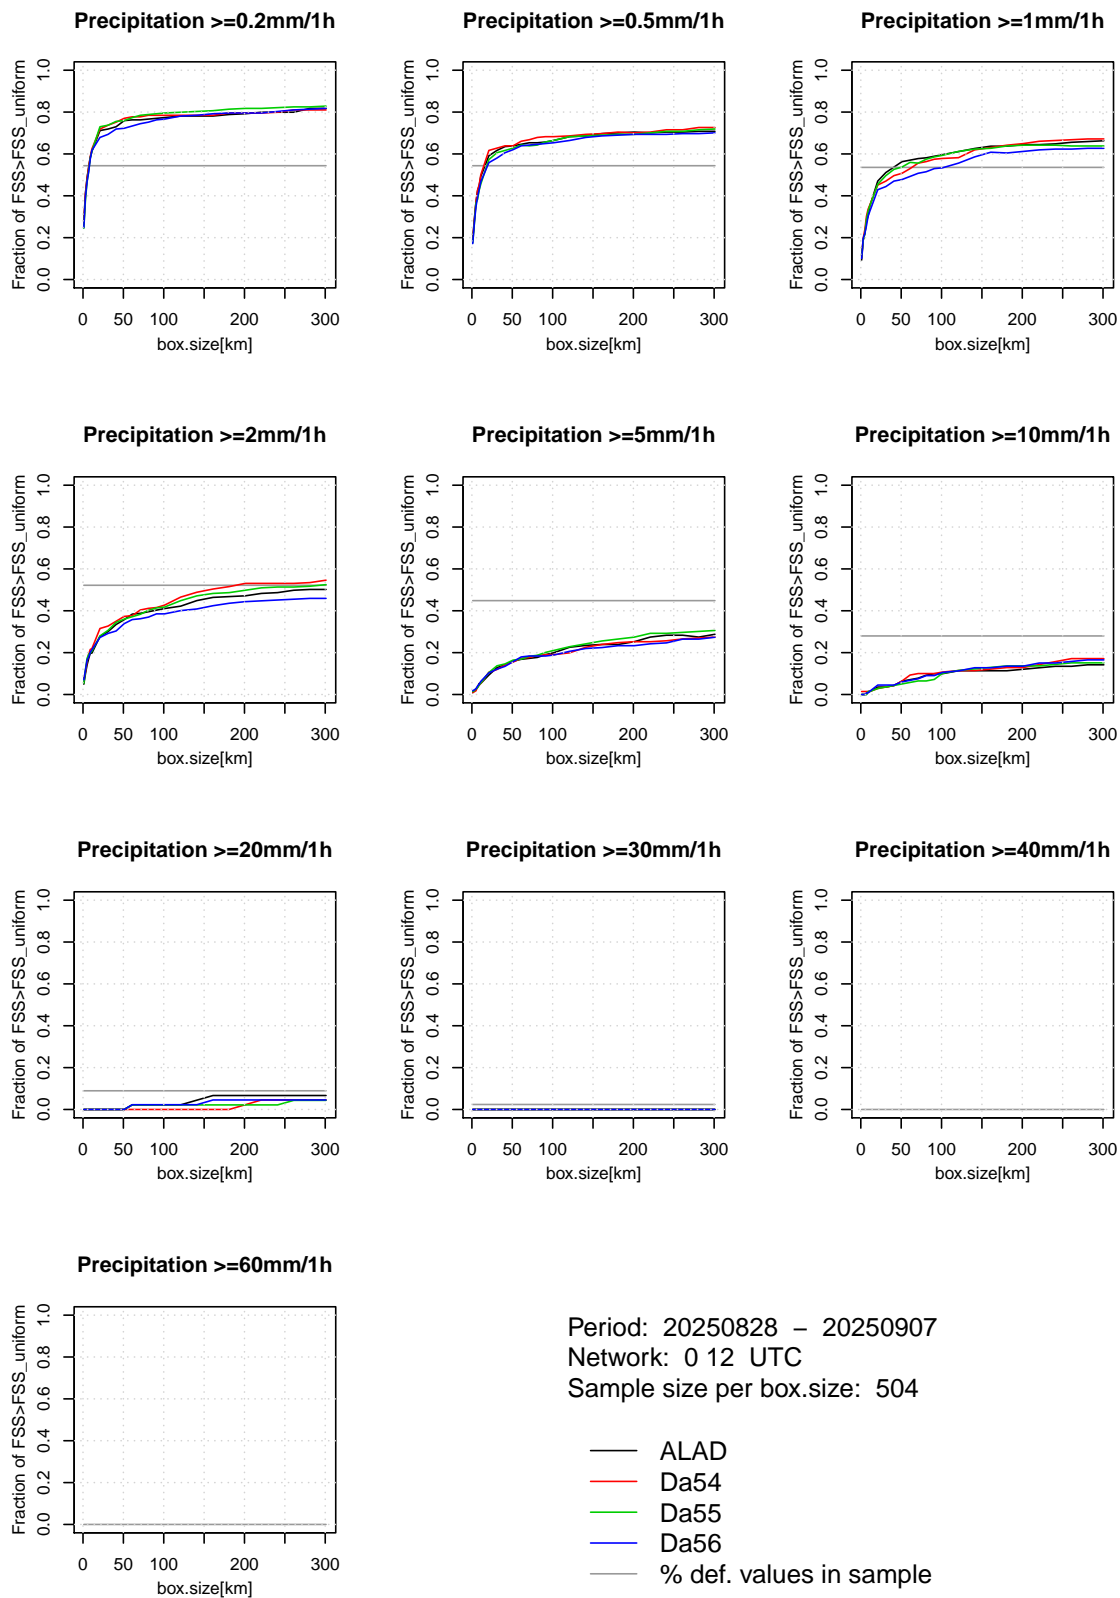 Precipitation >=0.2mm/1h
Fraction of FSS>FSS_uniform
0.0 0.2 0.4 0.6 0.8 1.0
0 50 100 200 300
box.size[km]
Precipitation >=0.5mm/1h
Fraction of FSS>FSS_uniform
0.0 0.2 0.4 0.6 0.8 1.0
0 50 100 200 300
box.size[km]
Precipitation >=1mm/1h
Fraction of FSS>FSS_uniform
0.0 0.2 0.4 0.6 0.8 1.0
0 50 100 200 300
box.size[km]
Precipitation >=2mm/1h
Fraction of FSS>FSS_uniform
0.0 0.2 0.4 0.6 0.8 1.0
0 50 100 200 300
box.size[km]
Precipitation >=5mm/1h
Fraction of FSS>FSS_uniform
0.0 0.2 0.4 0.6 0.8 1.0
0 50 100 200 300
box.size[km]
Precipitation >=10mm/1h
Fraction of FSS>FSS_uniform
0.0 0.2 0.4 0.6 0.8 1.0
0 50 100 200 300
box.size[km]
Precipitation >=20mm/1h
Fraction of FSS>FSS_uniform
0.0 0.2 0.4 0.6 0.8 1.0
0 50 100 200 300
box.size[km]
Precipitation >=30mm/1h
Fraction of FSS>FSS_uniform
0.0 0.2 0.4 0.6 0.8 1.0
0 50 100 200 300
box.size[km]
Precipitation >=40mm/1h
Fraction of FSS>FSS_uniform
0.0 0.2 0.4 0.6 0.8 1.0
0 50 100 200 300
box.size[km]
Precipitation >=60mm/1h
Fraction of FSS>FSS_uniform
0.0 0.2 0.4 0.6 0.8 1.0
0 50 100 200 300
box.size[km]
Period: 20250828 – 20250907
Network: 0 12 UTC
Sample size per box.size: 504
ALAD
Da54
Da55
Da56
% def. values in sample